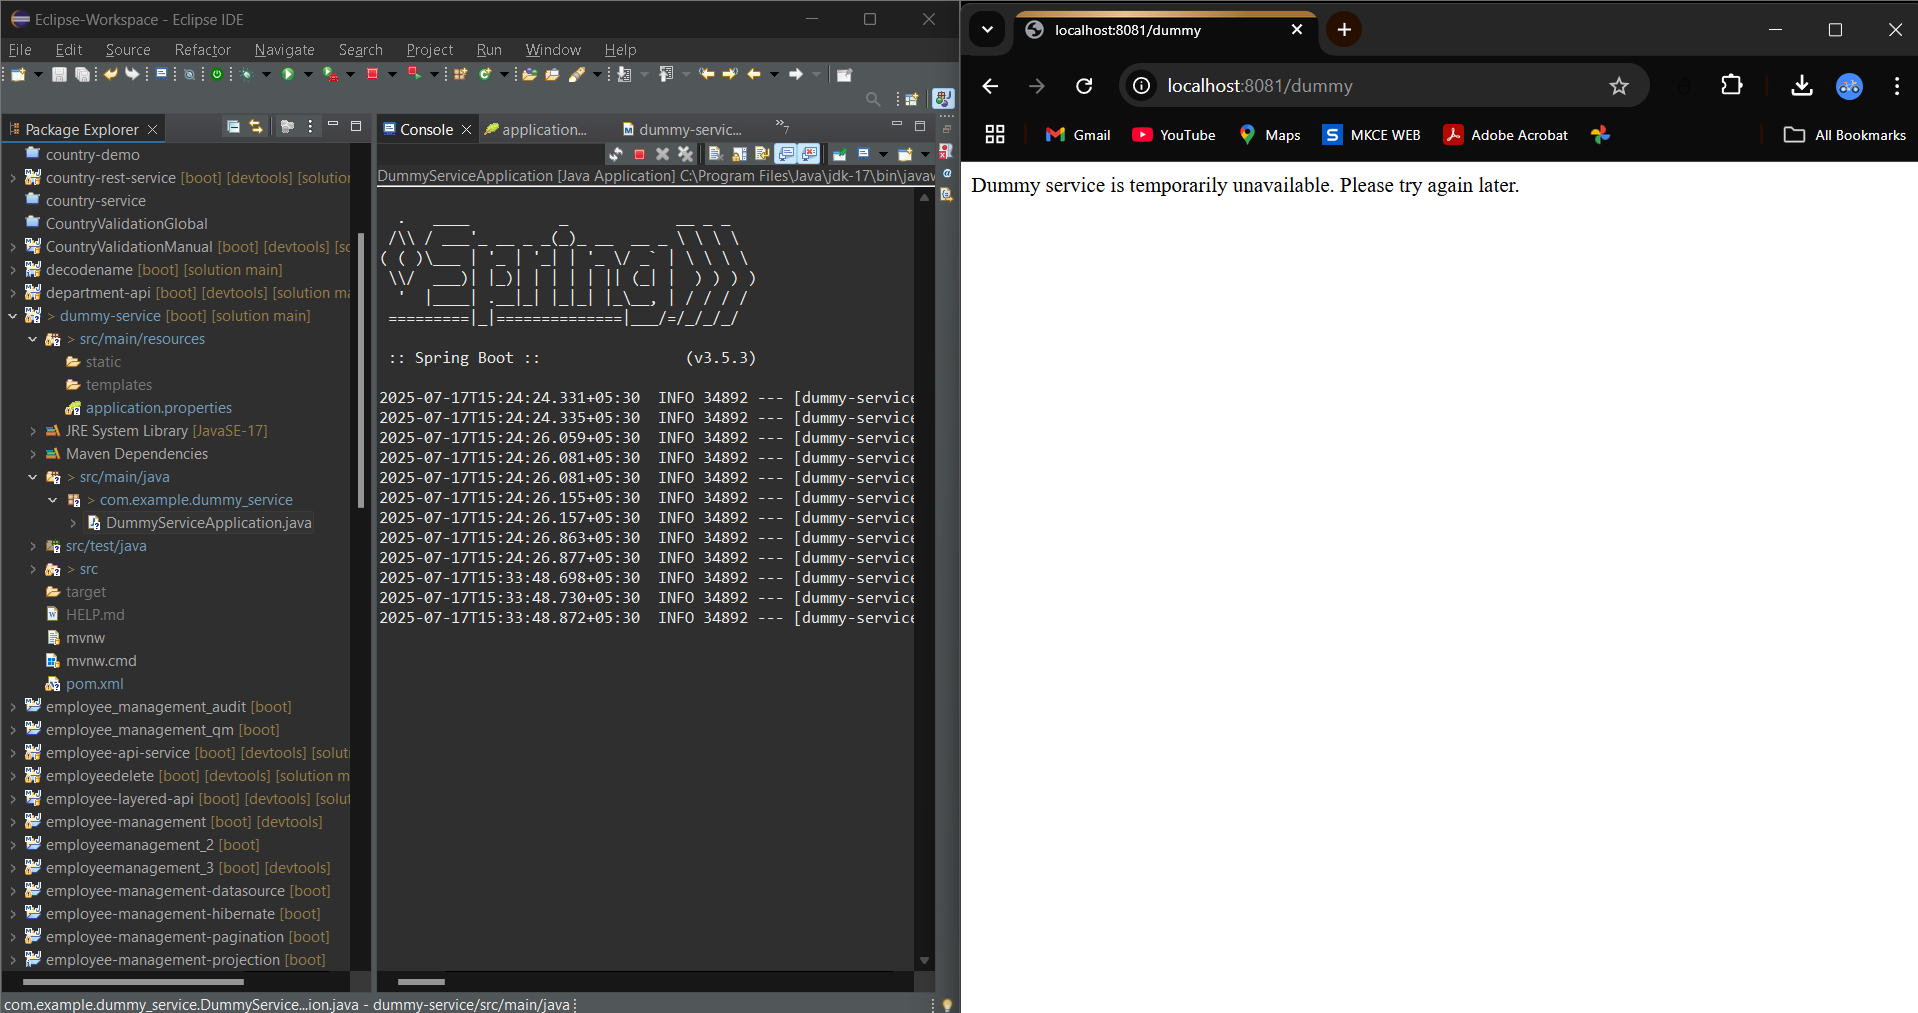 Eclipse-Workspace - Eclipse IDE
File Edit Source Refactor Navigate Search Project Run Window Help
Package Explorer
country-demo
country-rest-service [boot] [devtools] [solution
country-service
CountryValidationGlobal
CountryValidationManual [boot] [devtools] [sc
decodename [boot] [solution main]
department-api [boot] [devtools] [solution ma
> dummy-service [boot] [solution main]
> src/main/resources
static
templates
application.properties
JRE System Library [JavaSE-17]
Maven Dependencies
> src/main/java
> com.example.dummy_service
DummyServiceApplication.java
src/test/java
> src
target
HELP.md
mvnw
mvnw.cmd
pom.xml
employee_management_audit [boot]
employee_management_qm [boot]
employee-api-service [boot] [devtools] [soluti
employeedelete [boot] [devtools] [solution m
employee-layered-api [boot] [devtools] [solut
employee-management [boot] [devtools]
employeemanagement_2 [boot]
employeemanagement_3 [boot] [devtools]
employee-management-datasource [boot]
employee-management-hibernate [boot]
employee-management-pagination [boot]
employee-management-projection [boot]
Console application... dummy-servic... »7
DummyServiceApplication [Java Application] C:\Program Files\Java\jdk-17\bin\javaw
:: Spring Boot :: (v3.5.3)
2025-07-17T15:24:24.331+05:30 INFO 34892 --- [dummy-service
2025-07-17T15:24:24.335+05:30 INFO 34892 --- [dummy-service
2025-07-17T15:24:26.059+05:30 INFO 34892 --- [dummy-service
2025-07-17T15:24:26.081+05:30 INFO 34892 --- [dummy-service
2025-07-17T15:24:26.081+05:30 INFO 34892 --- [dummy-service
2025-07-17T15:24:26.155+05:30 INFO 34892 --- [dummy-service
2025-07-17T15:24:26.157+05:30 INFO 34892 --- [dummy-service
2025-07-17T15:24:26.863+05:30 INFO 34892 --- [dummy-service
2025-07-17T15:24:26.877+05:30 INFO 34892 --- [dummy-service
2025-07-17T15:33:48.698+05:30 INFO 34892 --- [dummy-service
2025-07-17T15:33:48.730+05:30 INFO 34892 --- [dummy-service
2025-07-17T15:33:48.872+05:30 INFO 34892 --- [dummy-service
com.example.dummy_service.DummyService...ion.java - dummy-service/src/main/java
localhost:8081/dummy
localhost:8081/dummy
Gmail YouTube Maps S MKCE WEB Adobe Acrobat All Bookmarks
Dummy service is temporarily unavailable. Please try again later.